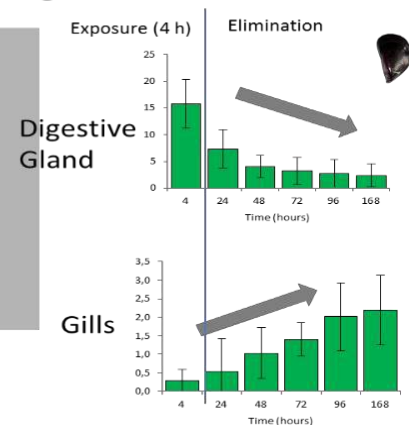 Exposure (4 h) Elimination
Digestive
Gland
25
20
15
10
5
0
4 24 48 72 96 168
Time (hours)
Gills
3,5
3,0
2,5
2,0
1,5
1,0
0,5
0,0
4 24 48 72 96 168
Time (hours)